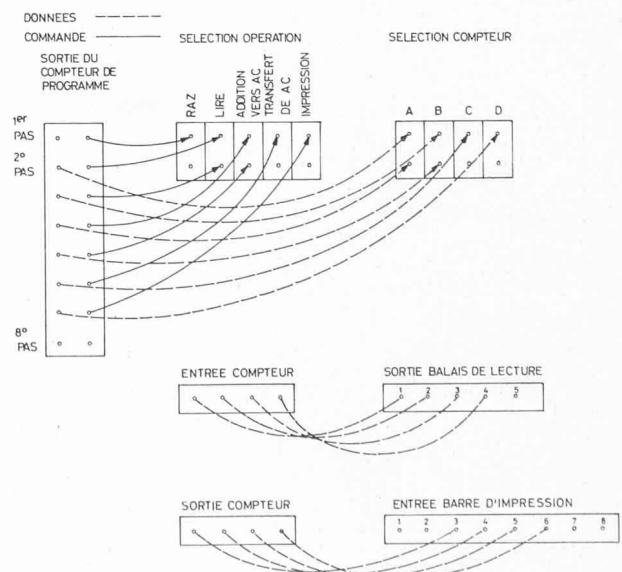 DONNEES
COMMANDE
SORTIE DU
COMPTEUR DE
PROGRAMME
SELECTION OPERATION
SELECTION COMPTEUR
RAZ
LIRE
ADDITION
VERS AC
TRANSFERT
DE AC
IMPRESSION
A B C D
1er
PAS
2º
PAS
8º
PAS
ENTREE COMPTEUR
SORTIE BALAIS DE LECTURE
1 2 3 4 5
SORTIE COMPTEUR
ENTREE BARRE D'IMPRESSION
1 2 3 4 5 6 7 8